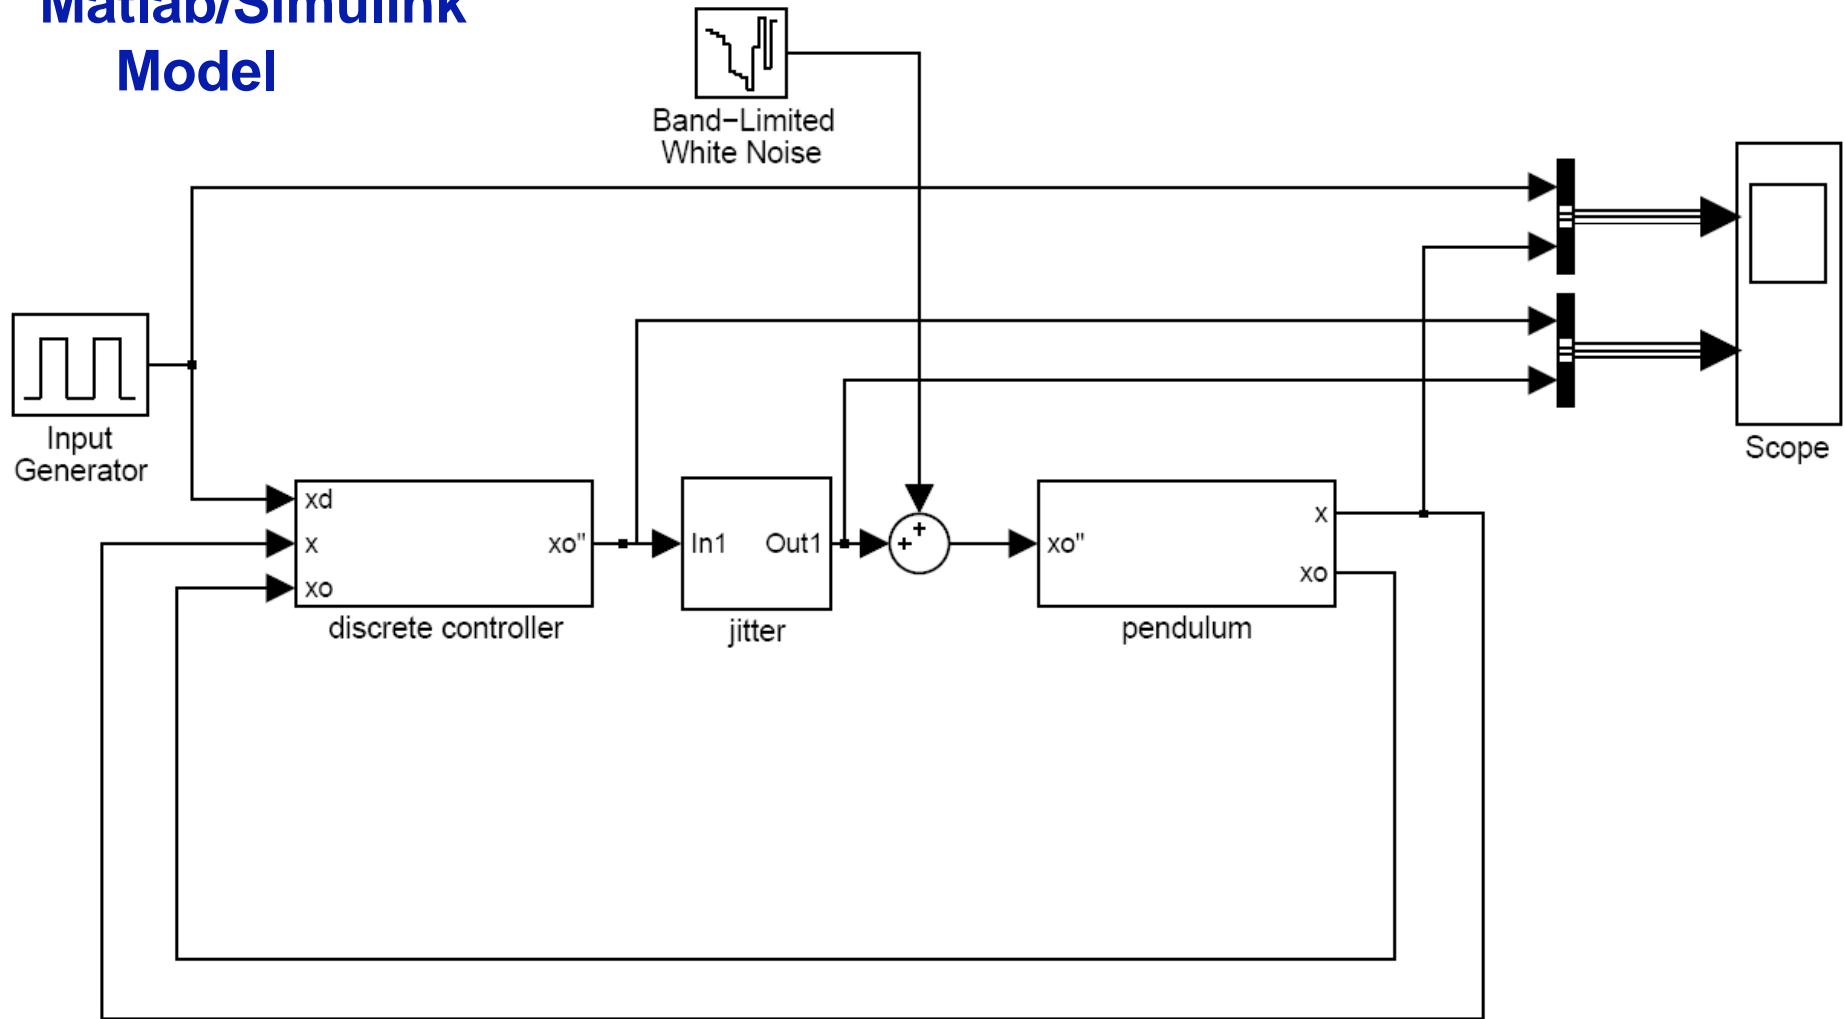 Matlab/Simulink
Model
Band−Limited
White Noise
Input
Generator
Scope
xd
x
xo
xo"
discrete controller
In1
Out1
jitter
+
+
xo"
x
xo
pendulum